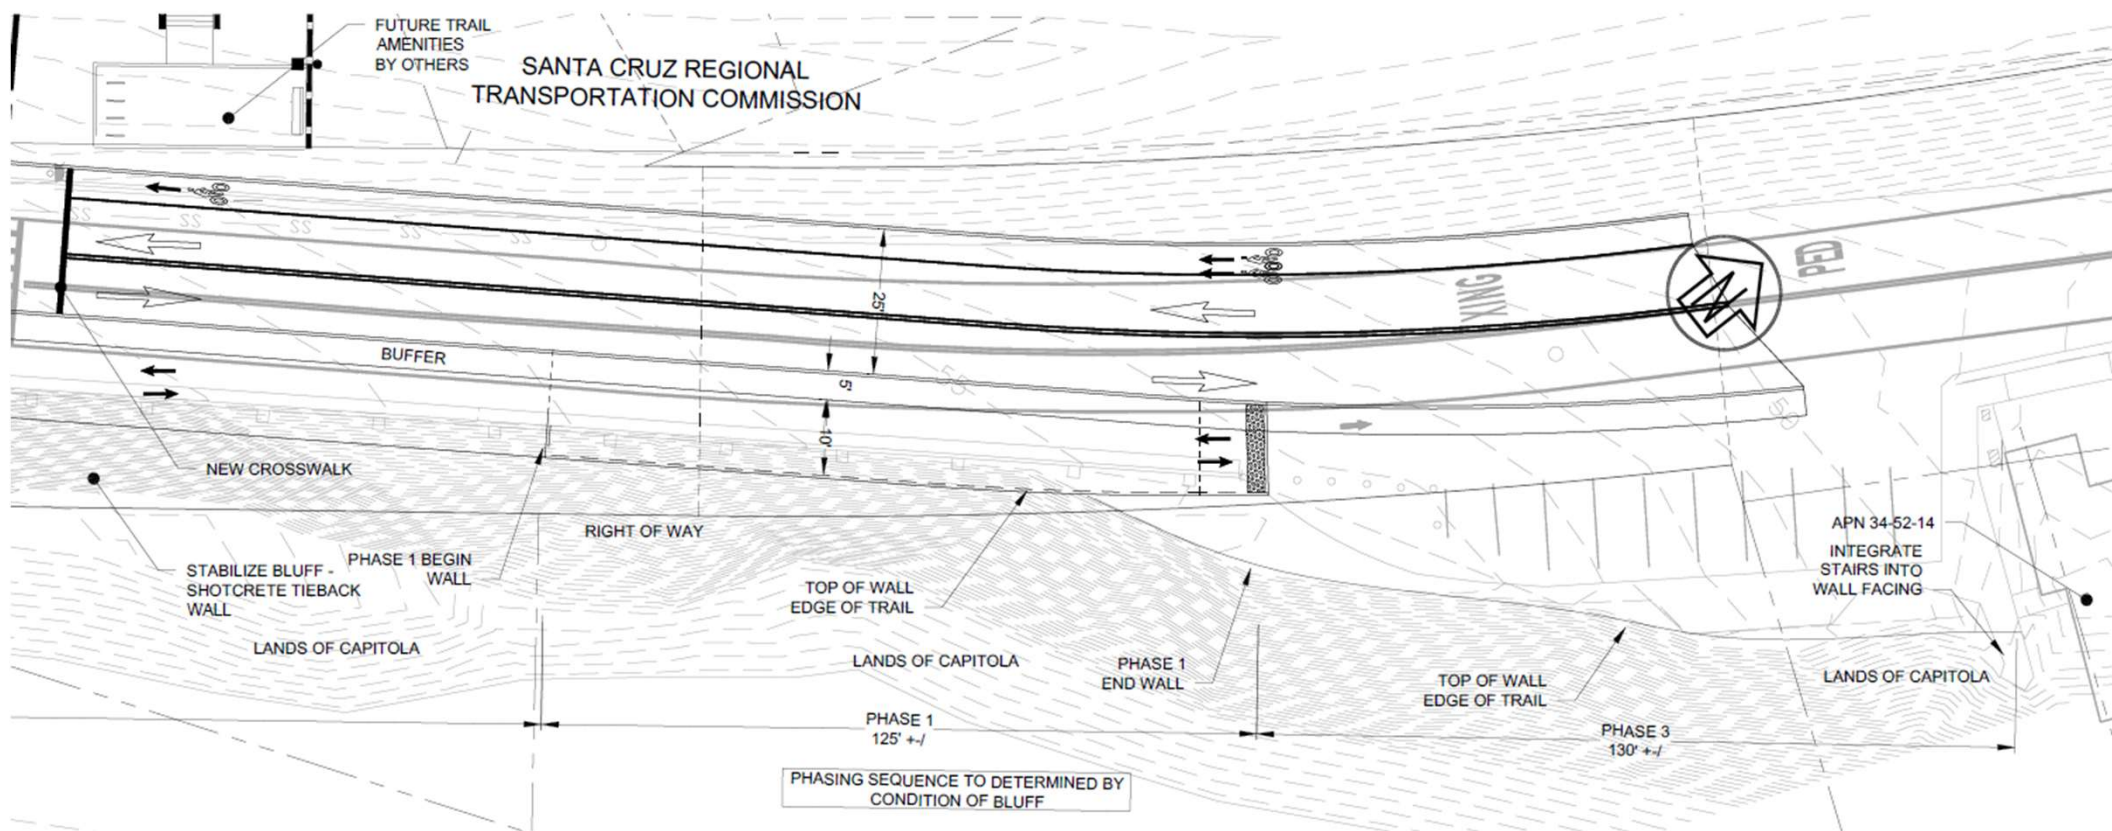 FUTURE TRAIL
AMENITIES
BY OTHERS
SANTA CRUZ REGIONAL
TRANSPORTATION COMMISSION
25'
XING
PED
BUFFER
5'
55
50
10'
NEW CROSSWALK
RIGHT OF WAY
APN 34-52-14
INTEGRATE
STAIRS INTO
WALL FACING
STABILIZE BLUFF -
SHOTCRETE TIEBACK
WALL
PHASE 1 BEGIN
WALL
TOP OF WALL
EDGE OF TRAIL
LANDS OF CAPITOLA
LANDS OF CAPITOLA
PHASE 1
END WALL
TOP OF WALL
EDGE OF TRAIL
LANDS OF CAPITOLA
PHASE 1
125' +-/
PHASE 3
130' +-/
PHASING SEQUENCE TO DETERMINED BY
CONDITION OF BLUFF